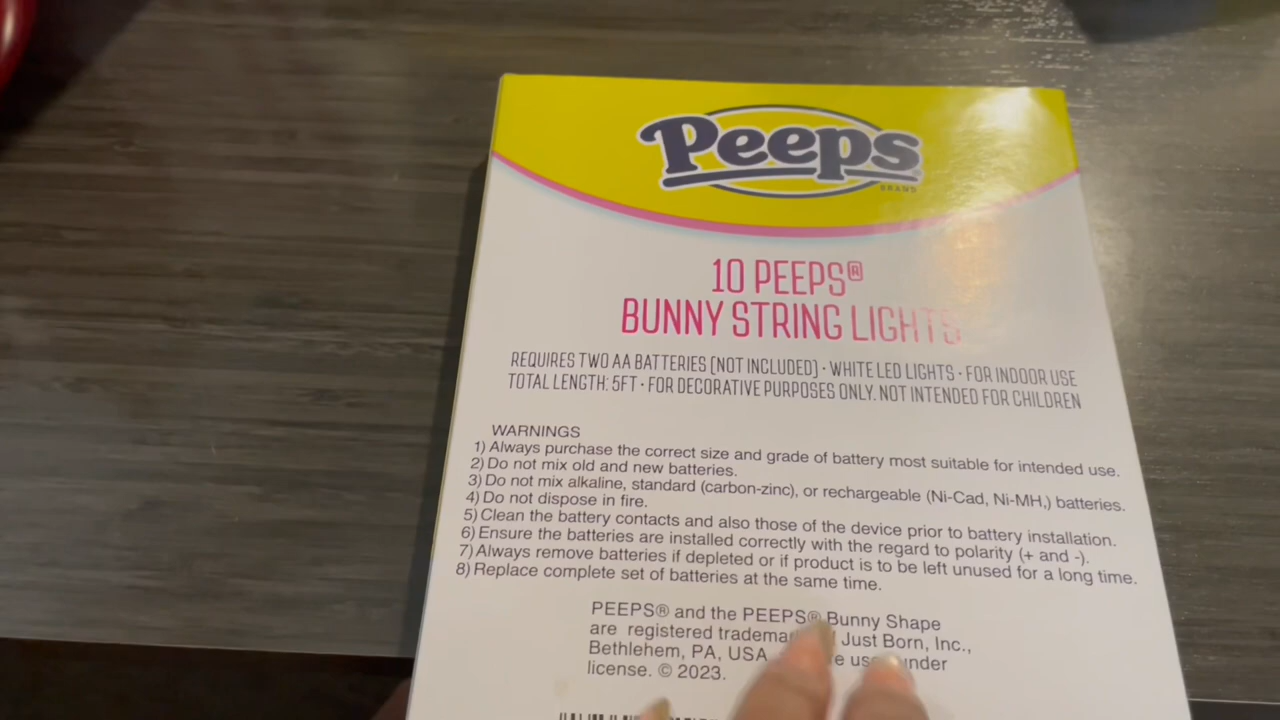 Peeps
BRAND
10 PEEPS®
BUNNY STRING LIGHTS
REQUIRES TWO AA BATTERIES (NOT INCLUDED) · WHITE LED LIGHTS · FOR INDOOR USE
TOTAL LENGTH: 5FT · FOR DECORATIVE PURPOSES ONLY. NOT INTENDED FOR CHILDREN
WARNINGS
1) Always purchase the correct size and grade of battery most suitable for intended use.
2) Do not mix old and new batteries.
3) Do not mix alkaline, standard (carbon-zinc), or rechargeable (Ni-Cad, Ni-MH,) batteries.
4) Do not dispose in fire.
5) Clean the battery contacts and also those of the device prior to battery installation.
6) Ensure the batteries are installed correctly with the regard to polarity (+ and -).
7) Always remove batteries if depleted or if product is to be left unused for a long time.
8) Replace complete set of batteries at the same time.
PEEPS® and the PEEPS® Bunny Shape
are registered Just Born, Inc.,
Bethlehem, PA, USA
license. © 2023.